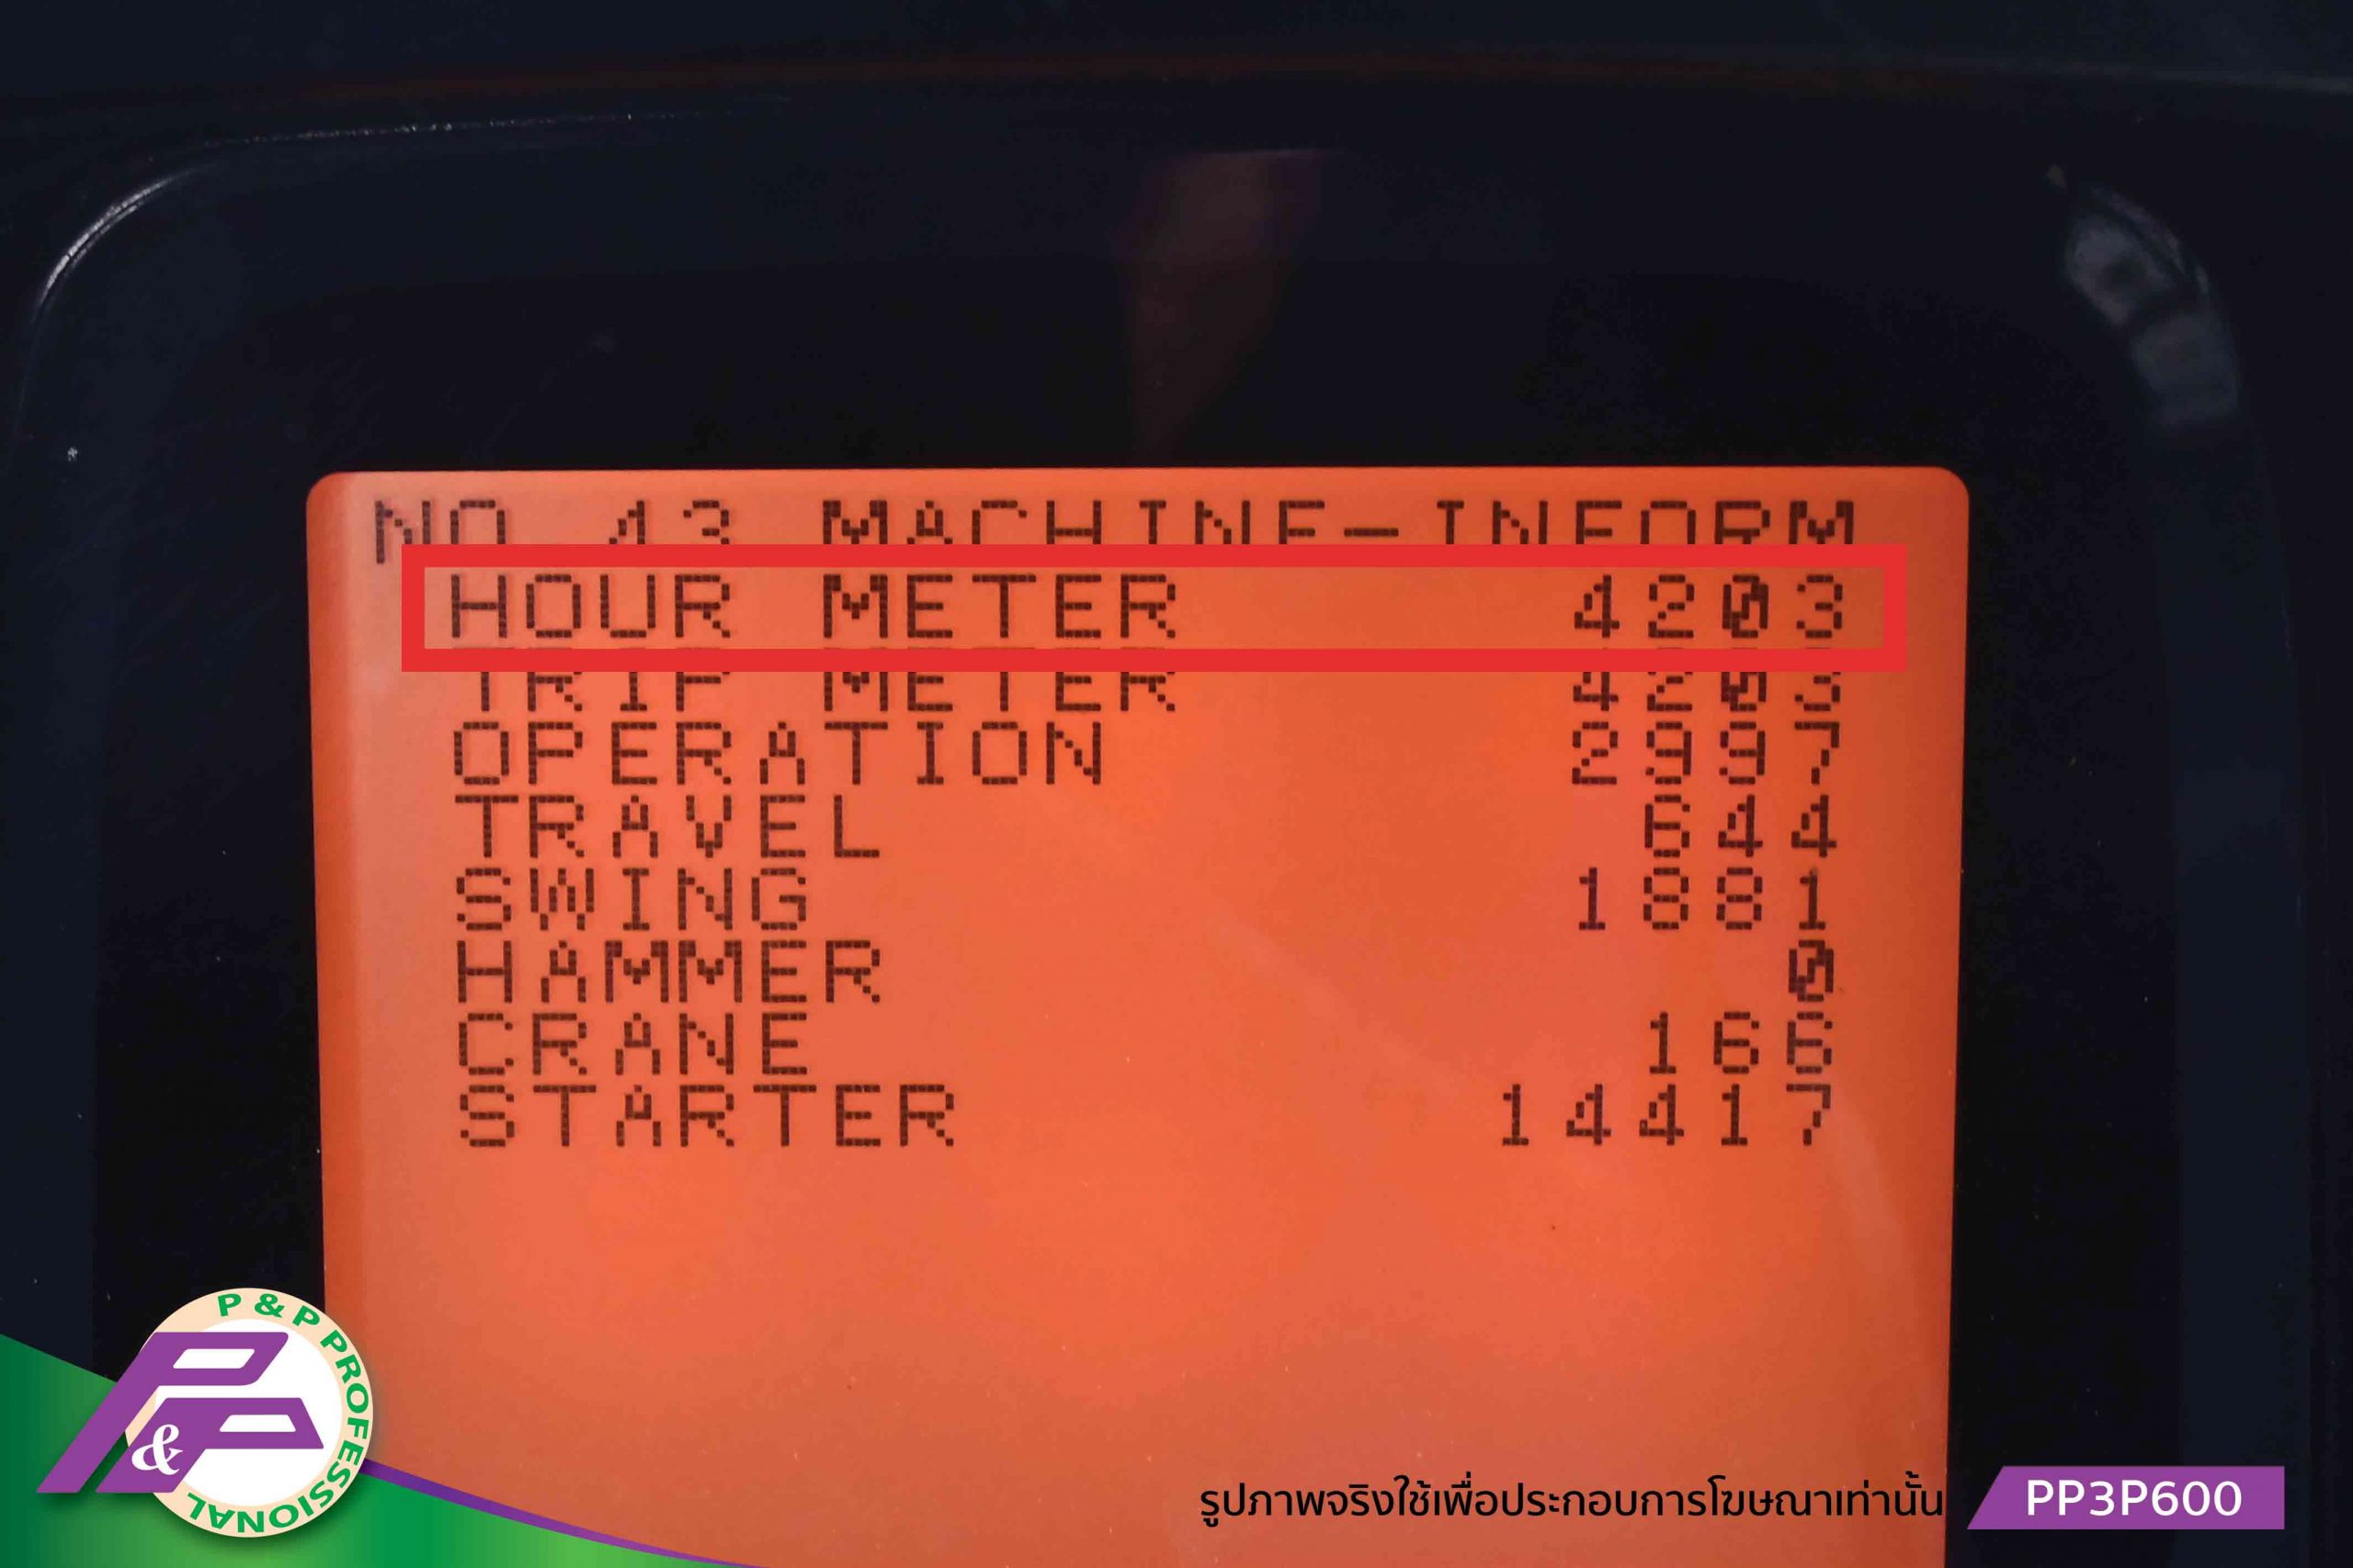 NO. 43 MACHINE-INFORM
HOUR METER 4203
TRIP METER 4203
OPERATION 2997
TRAVEL 644
SWING 1881
HAMMER 0
CRANE 166
STARTER 14417
P & P PROFESSIONAL
P&P
รูปภาพจริงใช้เพื่อประกอบการโฆษณาเท่านั้น
PP3P600